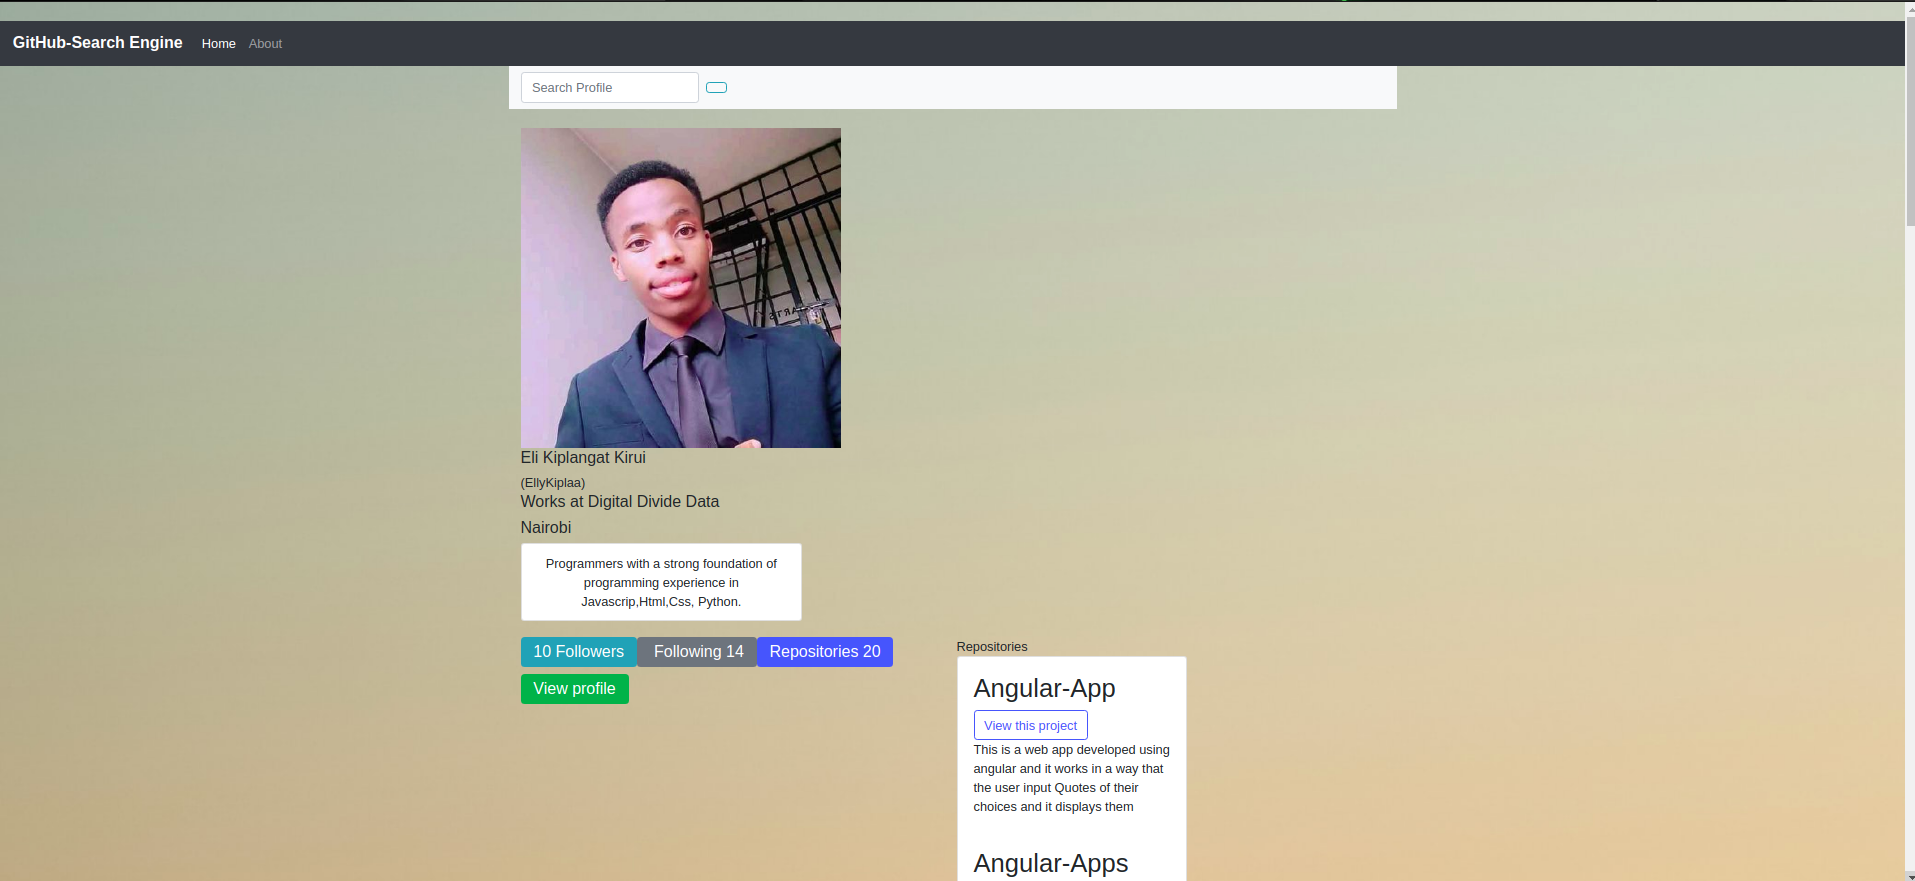 GitHub-Search Engine Home About
Search Profile
Eli Kiplangat Kirui
(EllyKiplaa)
Works at Digital Divide Data
Nairobi
Programmers with a strong foundation of
programming experience in
Javascrip,Html,Css, Python.
10 Followers Following 14 Repositories 20
View profile
Repositories
Angular-App
View this project
This is a web app developed using
angular and it works in a way that
the user input Quotes of their
choices and it displays them
Angular-Apps